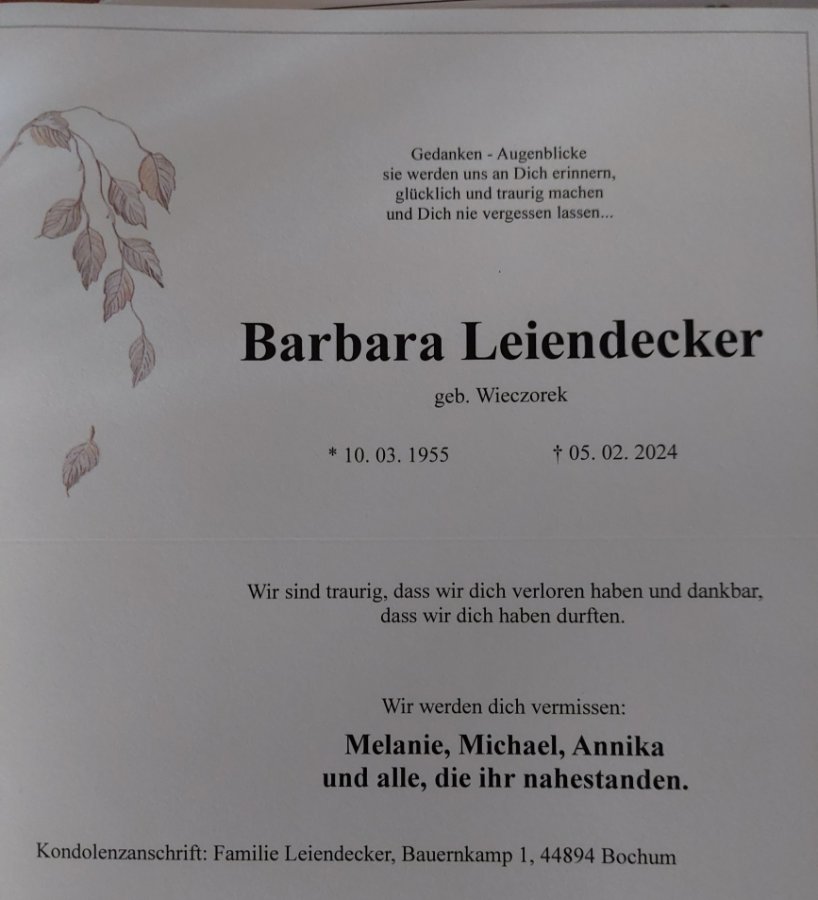 Gedanken - Augenblicke
sie werden uns an Dich erinnern,
glücklich und traurig machen
und Dich nie vergessen lassen...
Barbara Leiendecker
geb. Wieczorek
* 10. 03. 1955 † 05. 02. 2024
Wir sind traurig, dass wir dich verloren haben und dankbar,
dass wir dich haben durften.
Wir werden dich vermissen:
Melanie, Michael, Annika
und alle, die ihr nahestanden.
Kondolenzanschrift: Familie Leiendecker, Bauernkamp 1, 44894 Bochum